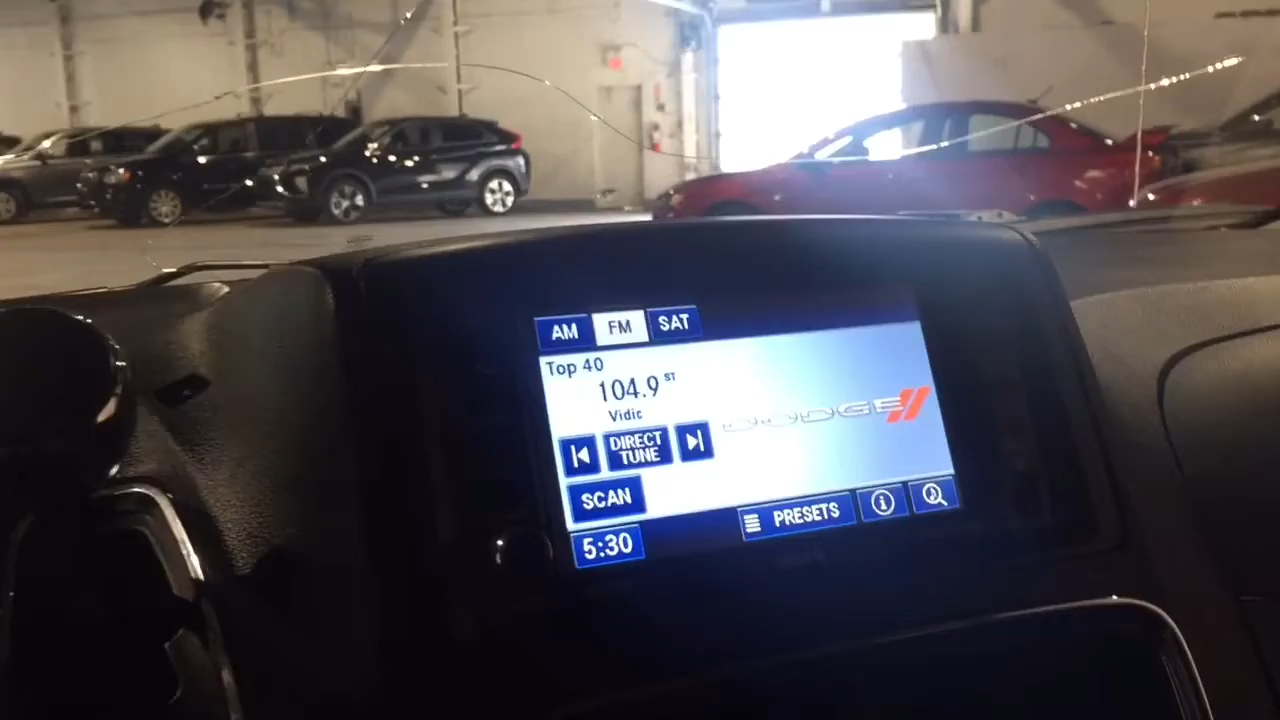 AM FM SAT
Top 40
104.9 ST
Vidic
DODGE
DIRECT
TUNE
SCAN
PRESETS
5:30